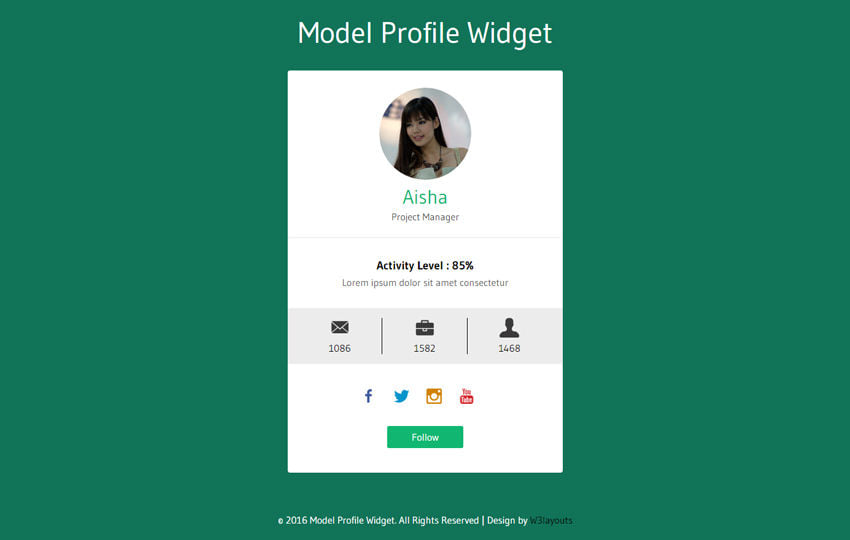 Model Profile Widget
Aisha
Project Manager
Activity Level : 85%
Lorem ipsum dolor sit amet consectetur
1086 1582 1468
f You Tube
Follow
© 2016 Model Profile Widget. All Rights Reserved | Design by W3layouts